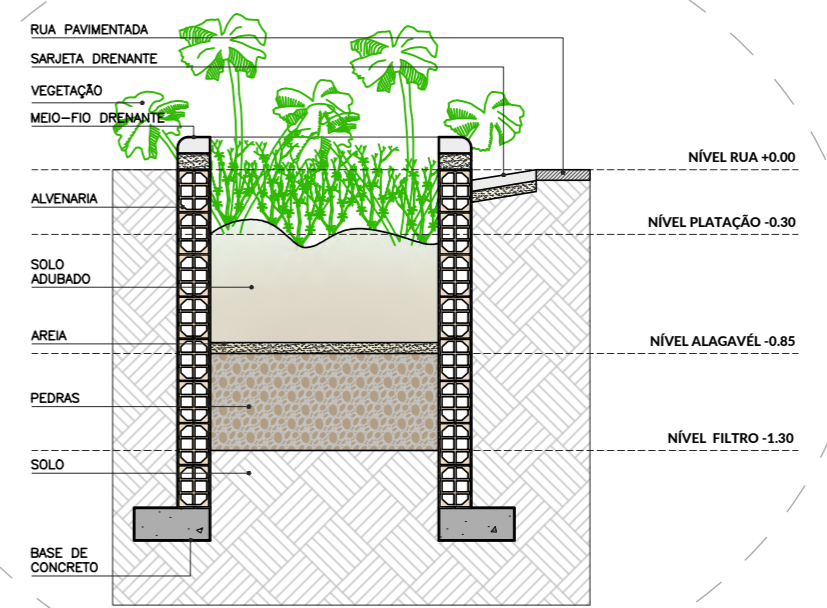 RUA PAVIMENTADA
SARJETA DRENANTE
VEGETAÇÃO
MEIO-FIO DRENANTE
ALVENARIA
SOLO
ADUBADO
AREIA
PEDRAS
SOLO
BASE DE
CONCRETO
NÍVEL RUA +0.00
NÍVEL PLATAÇÃO -0.30
NÍVEL ALAGAVÉL -0.85
NÍVEL FILTRO -1.30